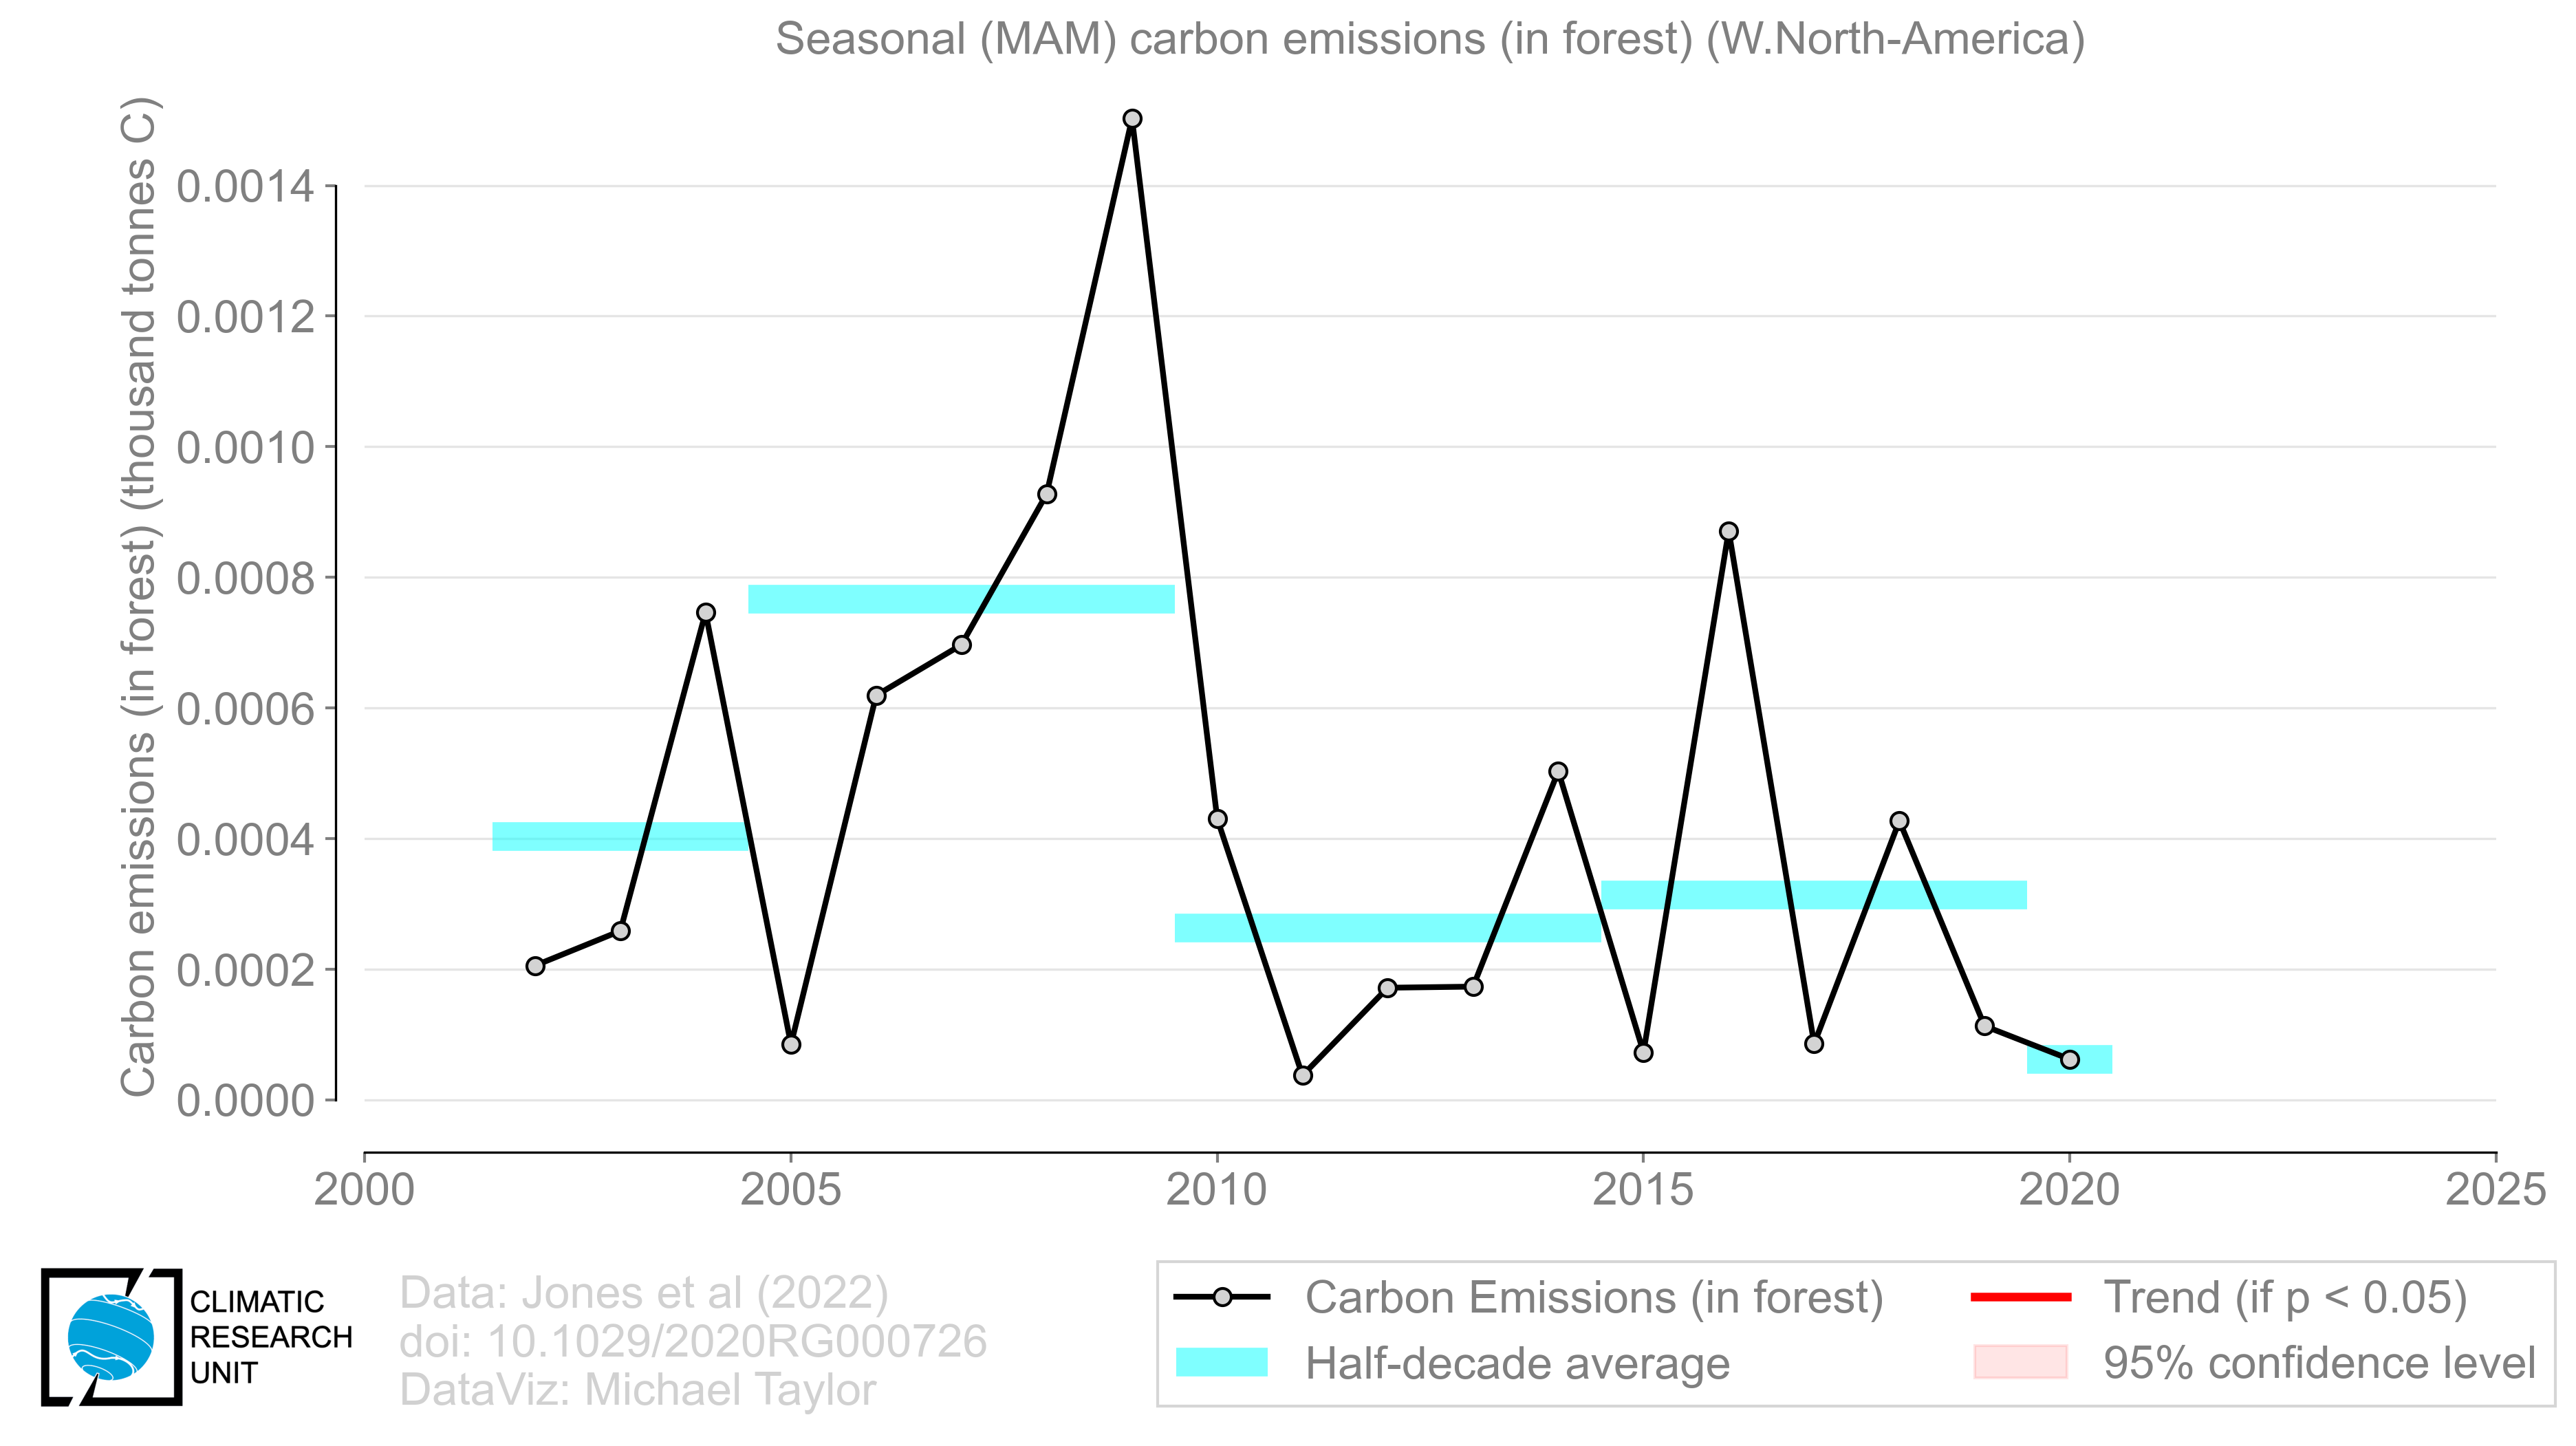 Seasonal (MAM) carbon emissions (in forest) (W.North-America)
Carbon emissions (in forest) (thousand tonnes C)
0.0014
0.0012
0.0010
0.0008
0.0006
0.0004
0.0002
0.0000
2000 2005 2010 2015 2020 2025
CLIMATIC
RESEARCH
UNIT
Data: Jones et al (2022)
doi: 10.1029/2020RG000726
DataViz: Michael Taylor
Carbon Emissions (in forest)
Half-decade average
Trend (if p < 0.05)
95% confidence level